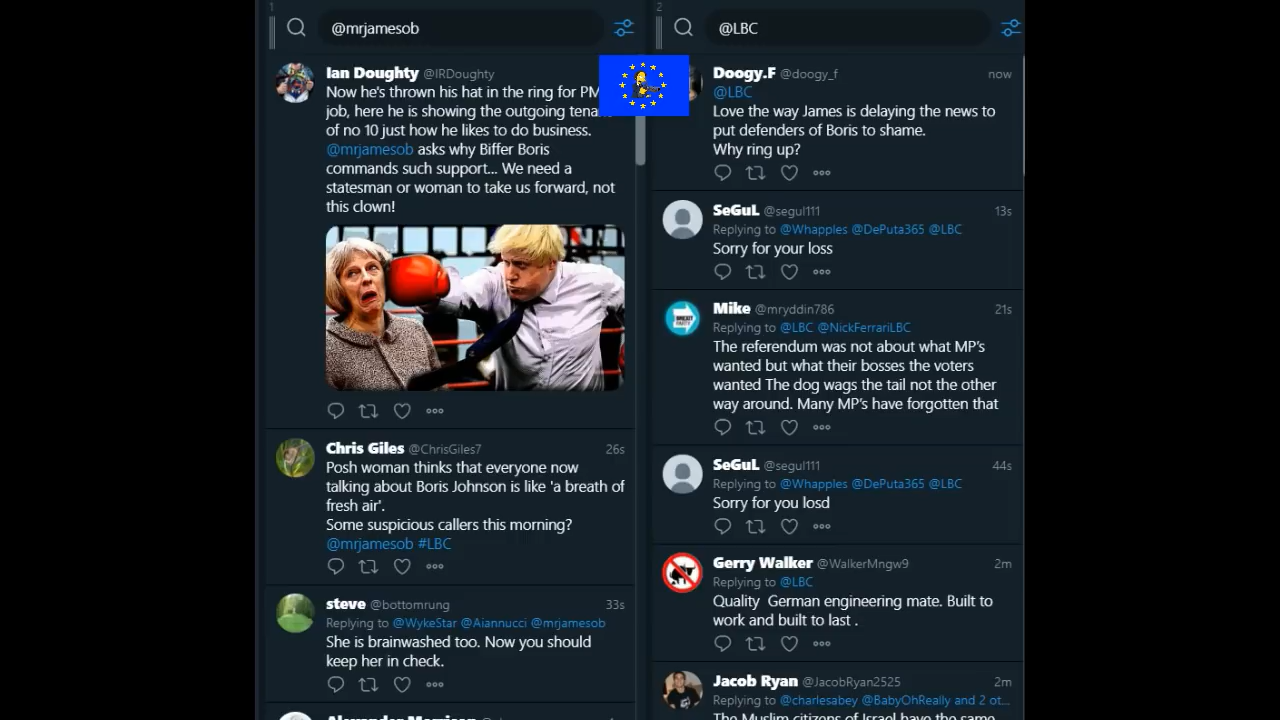 1
@mrjamesob
Ian Doughty @IRDoughty
Now he's thrown his hat in the ring for PM
job, here he is showing the outgoing tena
of no 10 just how he likes to do business.
@mrjamesob asks why Biffer Boris
commands such support... We need a
statesman or woman to take us forward, not
this clown!
Chris Giles @ChrisGiles7 26s
Posh woman thinks that everyone now
talking about Boris Johnson is like 'a breath of
fresh air'.
Some suspicious callers this morning?
@mrjamesob #LBC
steve @bottomrung 33s
Replying to @WykeStar @Aiannucci @mrjamesob
She is brainwashed too. Now you should
keep her in check.
2
@LBC
Doogy.F @doogy_f now
@LBC
Love the way James is delaying the news to
put defenders of Boris to shame.
Why ring up?
SeGuL @segul111 13s
Replying to @Whapples @DePuta365 @LBC
Sorry for your loss
Mike @mryddin786 21s
Replying to @LBC @NickFerrariLBC
The referendum was not about what MP's
wanted but what their bosses the voters
wanted The dog wags the tail not the other
way around. Many MP's have forgotten that
SeGuL @segul111 44s
Replying to @Whapples @DePuta365 @LBC
Sorry for you losd
Gerry Walker @WalkerMngw9 2m
Replying to @LBC
Quality German engineering mate. Built to
work and built to last .
Jacob Ryan @JacobRyan2525 2m
Replying to @charlesabey @BabyOhReally and 2 ot...
The Muslim citizens of Israel have the same